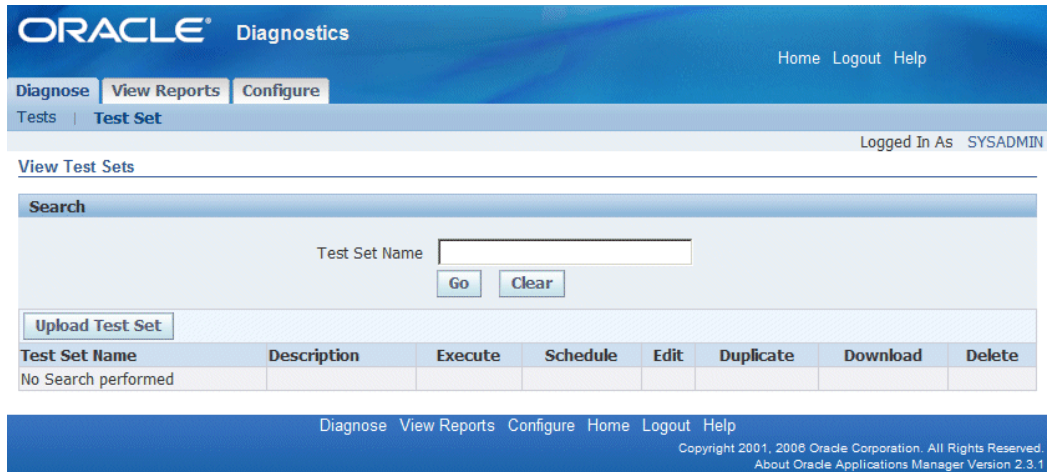 ORACLE® Diagnostics
Home Logout Help
Diagnose View Reports Configure
Tests | Test Set
Logged In As SYSADMIN
View Test Sets
Search
Test Set Name
Go Clear
Upload Test Set
Test Set Name Description Execute Schedule Edit Duplicate Download Delete
No Search performed
Diagnose View Reports Configure Home Logout Help
Copyright 2001, 2006 Oracle Corporation. All Rights Reserved.
About Oracle Applications Manager Version 2.3.1